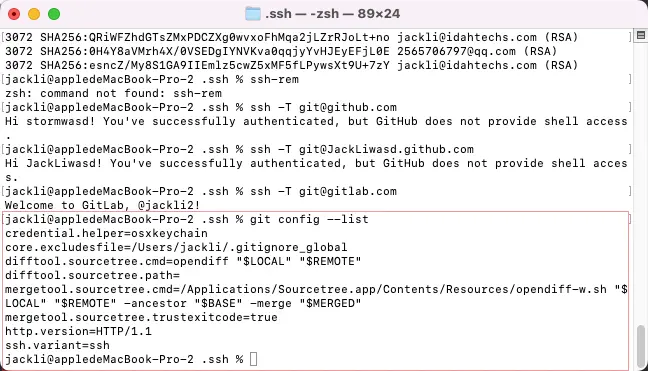 .ssh — -zsh — 89×24
3072 SHA256:QRiWFZhdGTsZMxPDCZXg0wvxoFhMqa2jLZrRJoLt+no jackli@idahtechs.com (RSA)
3072 SHA256:0H4Y8aVMrh4X/0VSEDgIYNVKva0qqjyYvHJEyEFjL0E 2565706797@qq.com (RSA)
3072 SHA256:esncZ/My8S1GA9IIEmlz5cwZ5xMF5fLPywsXt9U+7zY jackli@idahtechs.com (RSA)
[jackli@appledeMacBook-Pro-2 .ssh % ssh-rem ]
zsh: command not found: ssh-rem
[jackli@appledeMacBook-Pro-2 .ssh % ssh -T git@github.com ]
Hi stormwasd! You've successfully authenticated, but GitHub does not provide shell access
.
[jackli@appledeMacBook-Pro-2 .ssh % ssh -T git@JackLiwasd.github.com ]
Hi JackLiwasd! You've successfully authenticated, but GitHub does not provide shell acces
s.
[jackli@appledeMacBook-Pro-2 .ssh % ssh -T git@gitlab.com ]
Welcome to GitLab, @jackli2!
[jackli@appledeMacBook-Pro-2 .ssh % git config --list ]
credential.helper=osxkeychain
core.excludesfile=/Users/jackli/.gitignore_global
difftool.sourcetree.cmd=opendiff "$LOCAL" "$REMOTE"
difftool.sourcetree.path=
mergetool.sourcetree.cmd=/Applications/Sourcetree.app/Contents/Resources/opendiff-w.sh "$
LOCAL" "$REMOTE" -ancestor "$BASE" -merge "$MERGED"
mergetool.sourcetree.trustexitcode=true
http.version=HTTP/1.1
ssh.variant=ssh
jackli@appledeMacBook-Pro-2 .ssh %